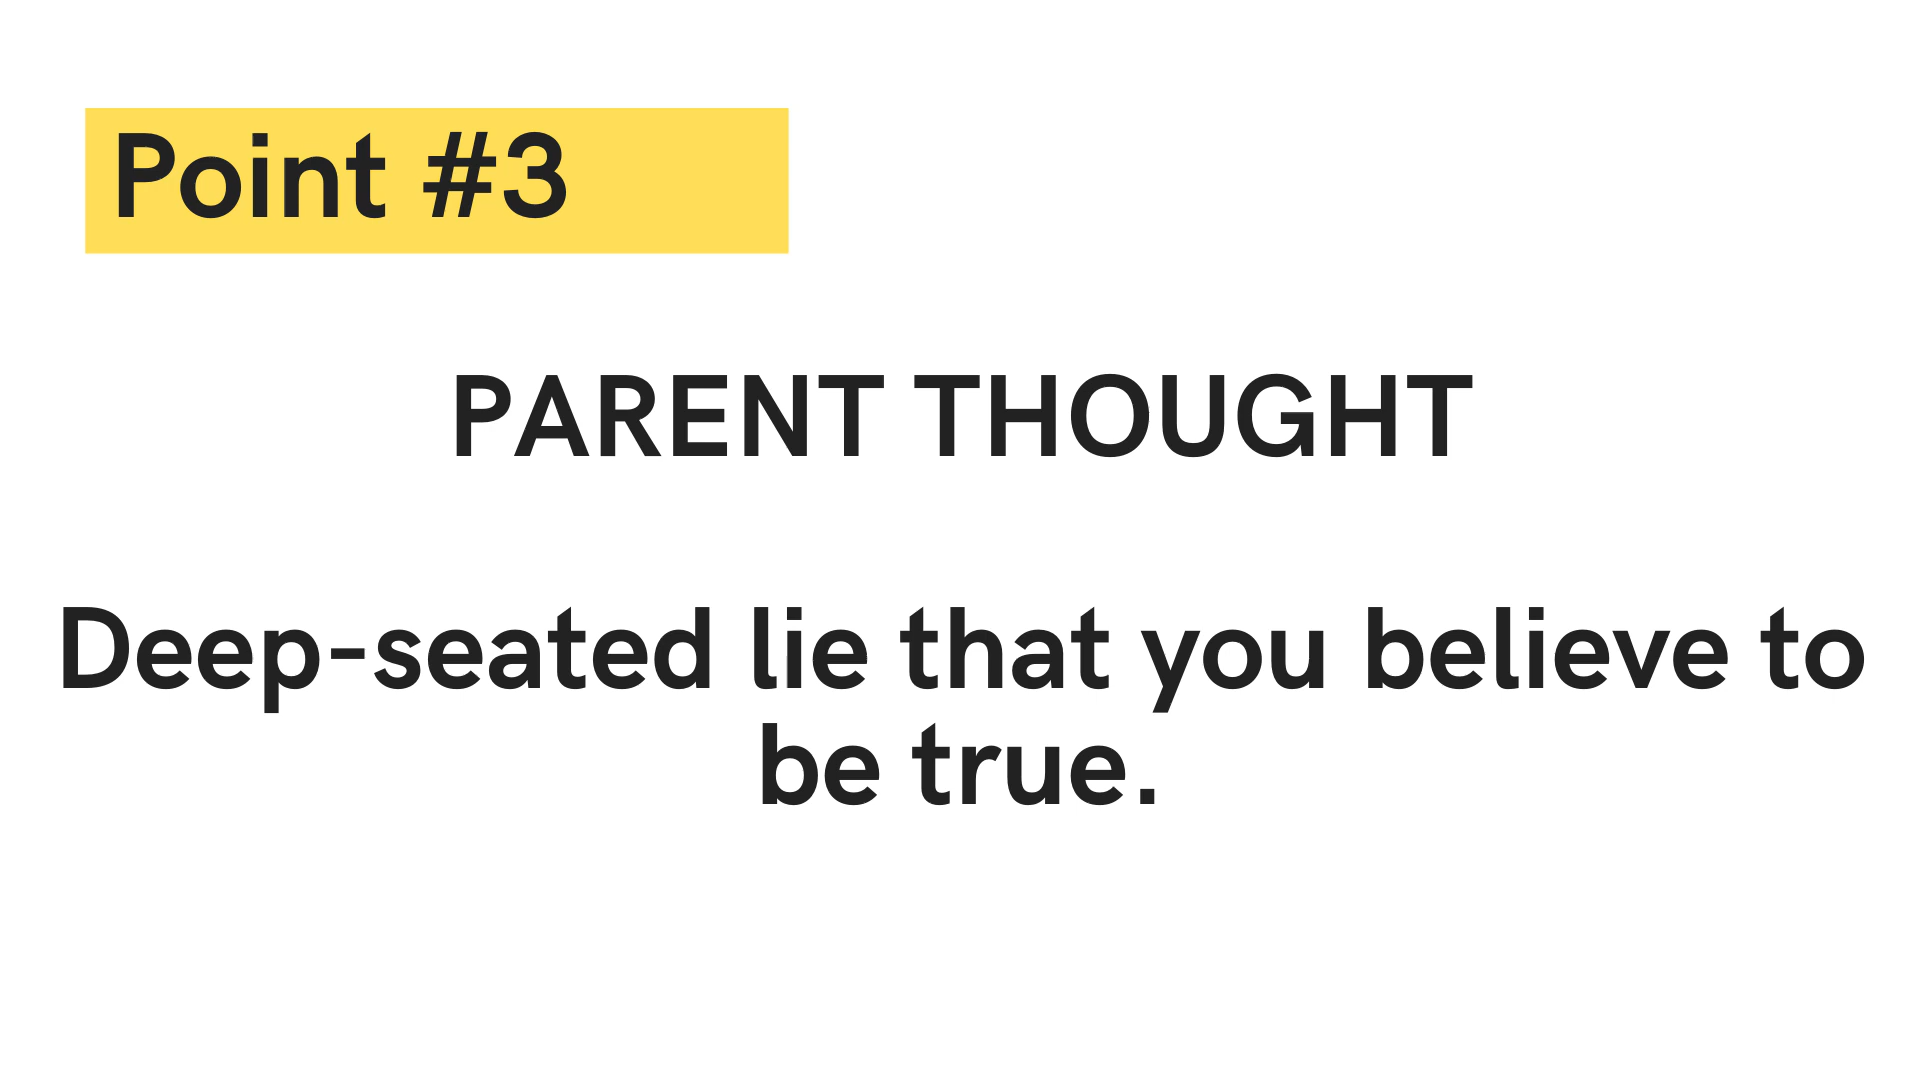 Point #3
PARENT THOUGHT
Deep-seated lie that you believe to
be true.